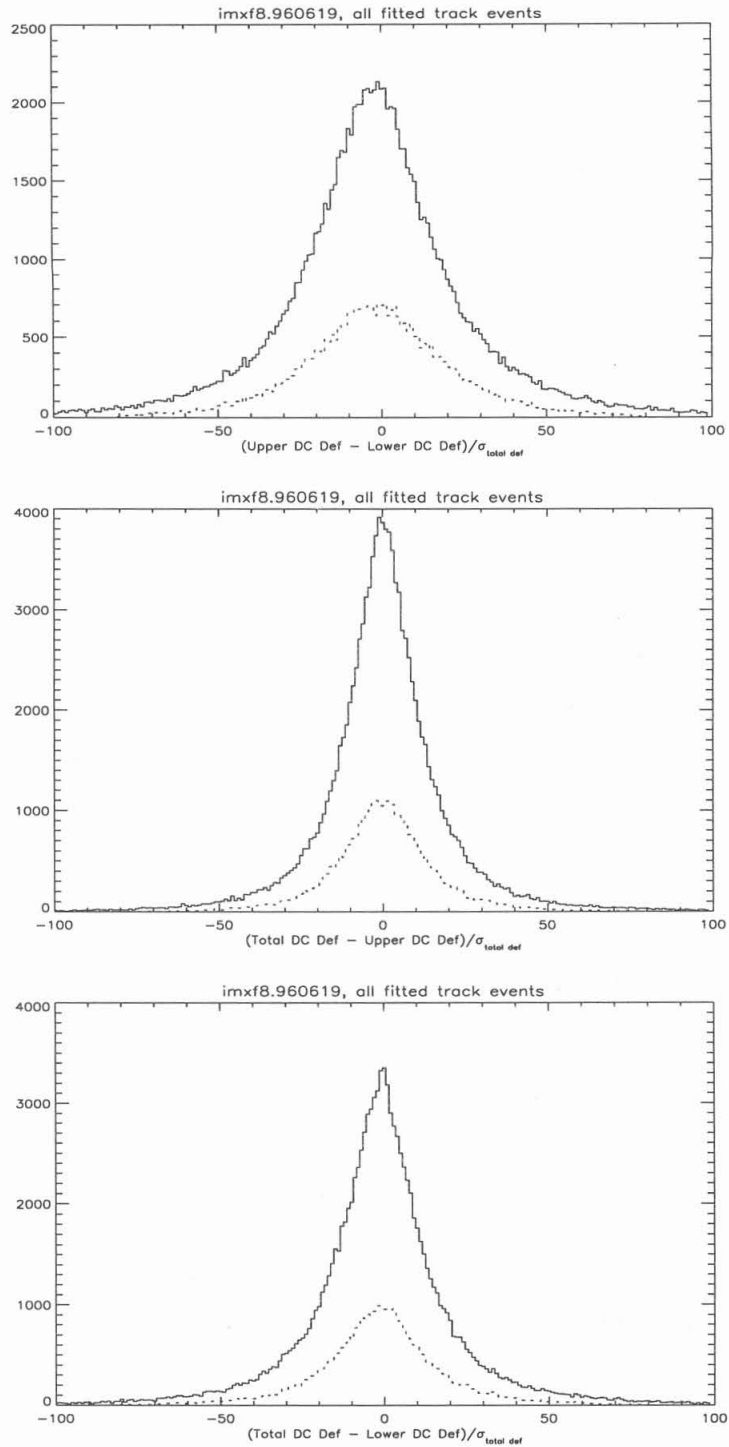 imxf8.960619, all fitted track events
2500
2000
1500
1000
500
0
−100 −50 0 50 100
(Upper DC Def − Lower DC Def)/σ total def
imxf8.960619, all fitted track events
4000
3000
2000
1000
0
−100 −50 0 50 100
(Total DC Def − Upper DC Def)/σ total def
imxf8.960619, all fitted track events
4000
3000
2000
1000
0
−100 −50 0 50 100
(Total DC Def − Lower DC Def)/σ total def